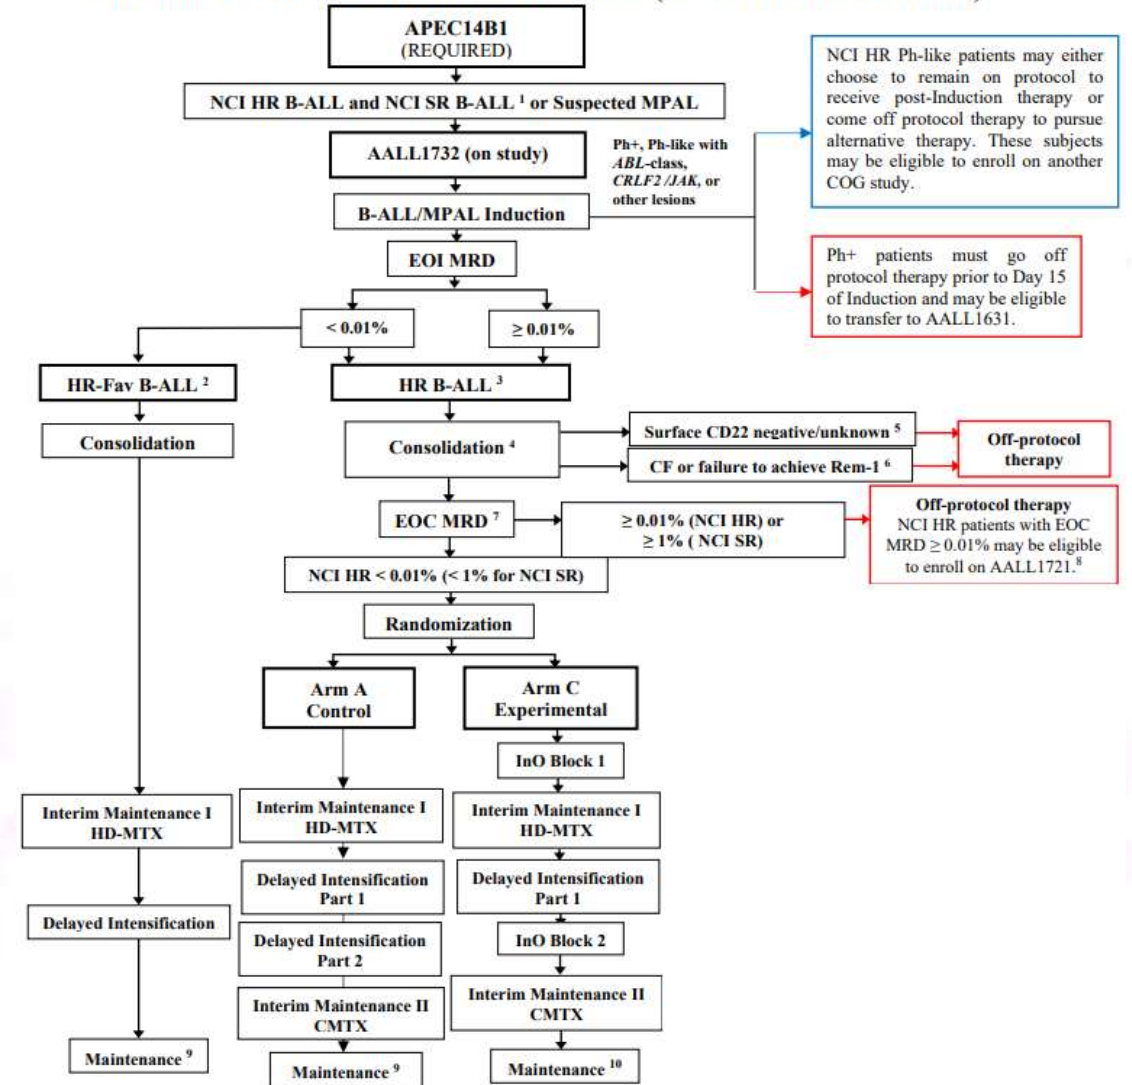 APEC14B1
(REQUIRED)
NCI HR B-ALL and NCI SR B-ALL ¹ or Suspected MPAL
AALL1732 (on study)
Ph+, Ph-like with
ABL-class,
CRLF2 /JAK, or
other lesions
NCI HR Ph-like patients may either
choose to remain on protocol to
receive post-Induction therapy or
come off protocol therapy to pursue
alternative therapy. These subjects
may be eligible to enroll on another
COG study.
B-ALL/MPAL Induction
Ph+ patients must go off
protocol therapy prior to Day 15
of Induction and may be eligible
to transfer to AALL1631.
EOI MRD
< 0.01%
≥ 0.01%
HR-Fav B-ALL ²
HR B-ALL ³
Consolidation
Consolidation ⁴
Surface CD22 negative/unknown ⁵
CF or failure to achieve Rem-1 ⁶
Off-protocol
therapy
EOC MRD ⁷
≥ 0.01% (NCI HR) or
≥ 1% ( NCI SR)
Off-protocol therapy
NCI HR patients with EOC
MRD ≥ 0.01% may be eligible
to enroll on AALL1721.⁸
NCI HR < 0.01% (< 1% for NCI SR)
Randomization
Arm A
Control
Arm C
Experimental
InO Block 1
Interim Maintenance I
HD-MTX
Interim Maintenance I
HD-MTX
Interim Maintenance I
HD-MTX
Delayed Intensification
Part 1
Delayed Intensification
Part 1
Delayed Intensification
Delayed Intensification
Part 2
InO Block 2
Interim Maintenance II
CMTX
Interim Maintenance II
CMTX
Maintenance ⁹
Maintenance ⁹
Maintenance ¹⁰